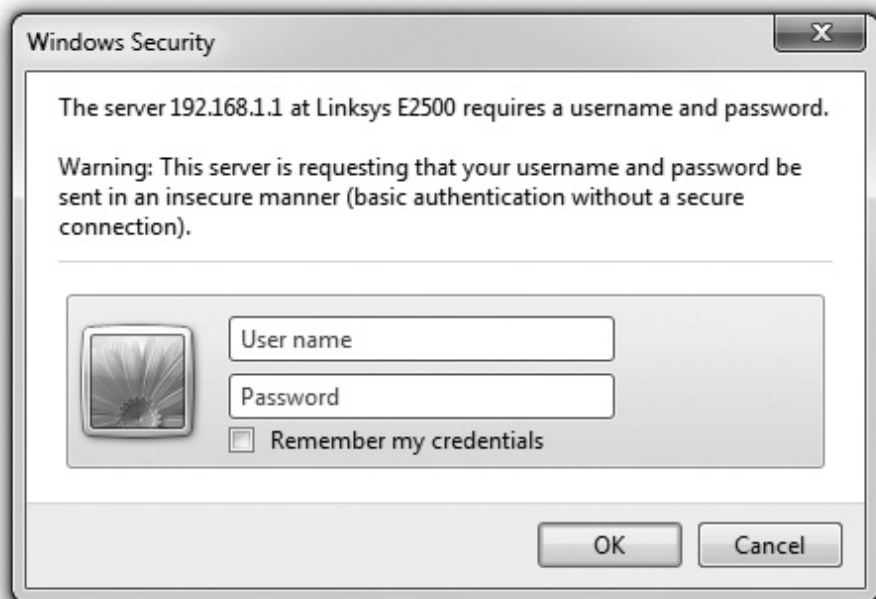 Windows Security
X
The server 192.168.1.1 at Linksys E2500 requires a username and password.
Warning: This server is requesting that your username and password be
sent in an insecure manner (basic authentication without a secure
connection).
User name
Password
Remember my credentials
OK
Cancel